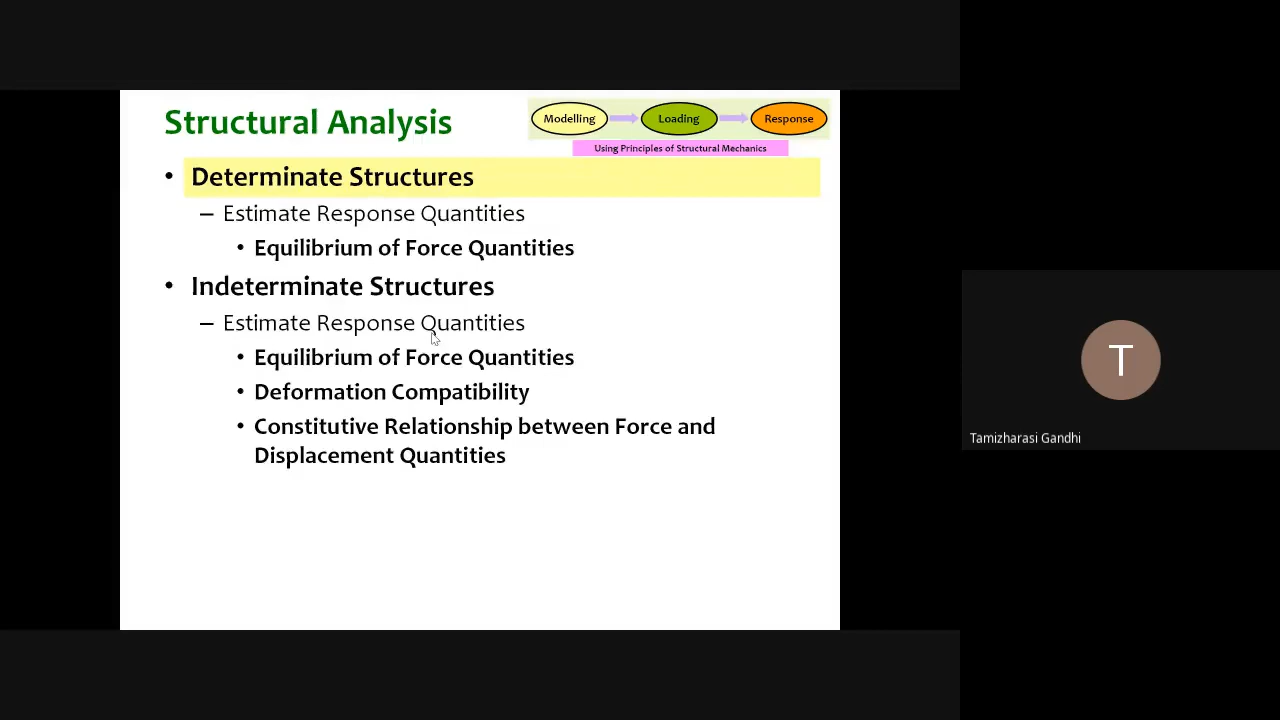 Structural Analysis
Modelling
Loading
Response
Using Principles of Structural Mechanics
• Determinate Structures
– Estimate Response Quantities
• Equilibrium of Force Quantities
• Indeterminate Structures
– Estimate Response Quantities
• Equilibrium of Force Quantities
• Deformation Compatibility
• Constitutive Relationship between Force and
Displacement Quantities
T
Tamizharasi Gandhi